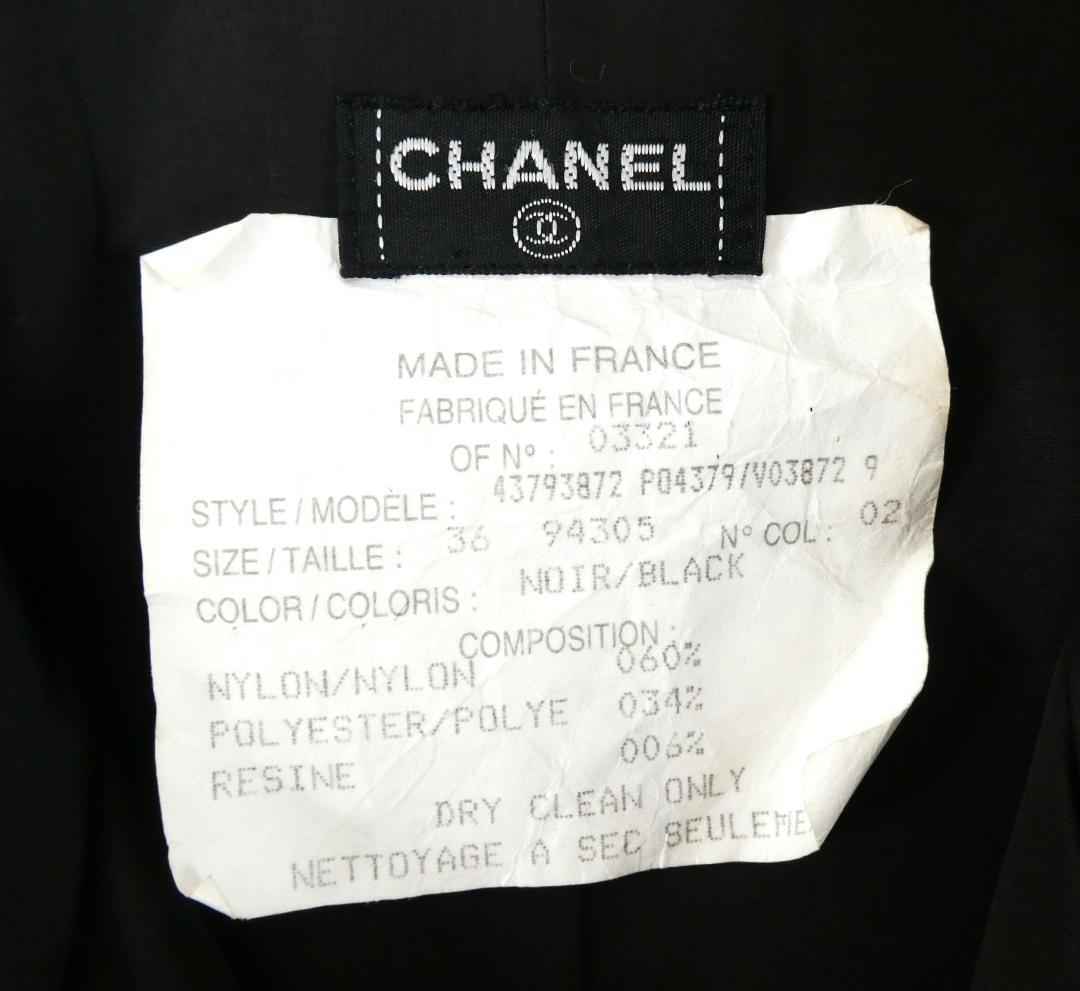 CHANEL
MADE IN FRANCE
FABRIQUÉ EN FRANCE
OF N° : 03321
STYLE / MODÈLE : 43793872 P04379/V03872 9
SIZE / TAILLE : 36 94305 N° COL : 02
COLOR / COLORIS : NOIR/BLACK
COMPOSITION :
NYLON/NYLON 060%
POLYESTER/POLYE 034%
RESINE 006%
DRY CLEAN ONLY
NETTOYAGE A SEC SEULEME